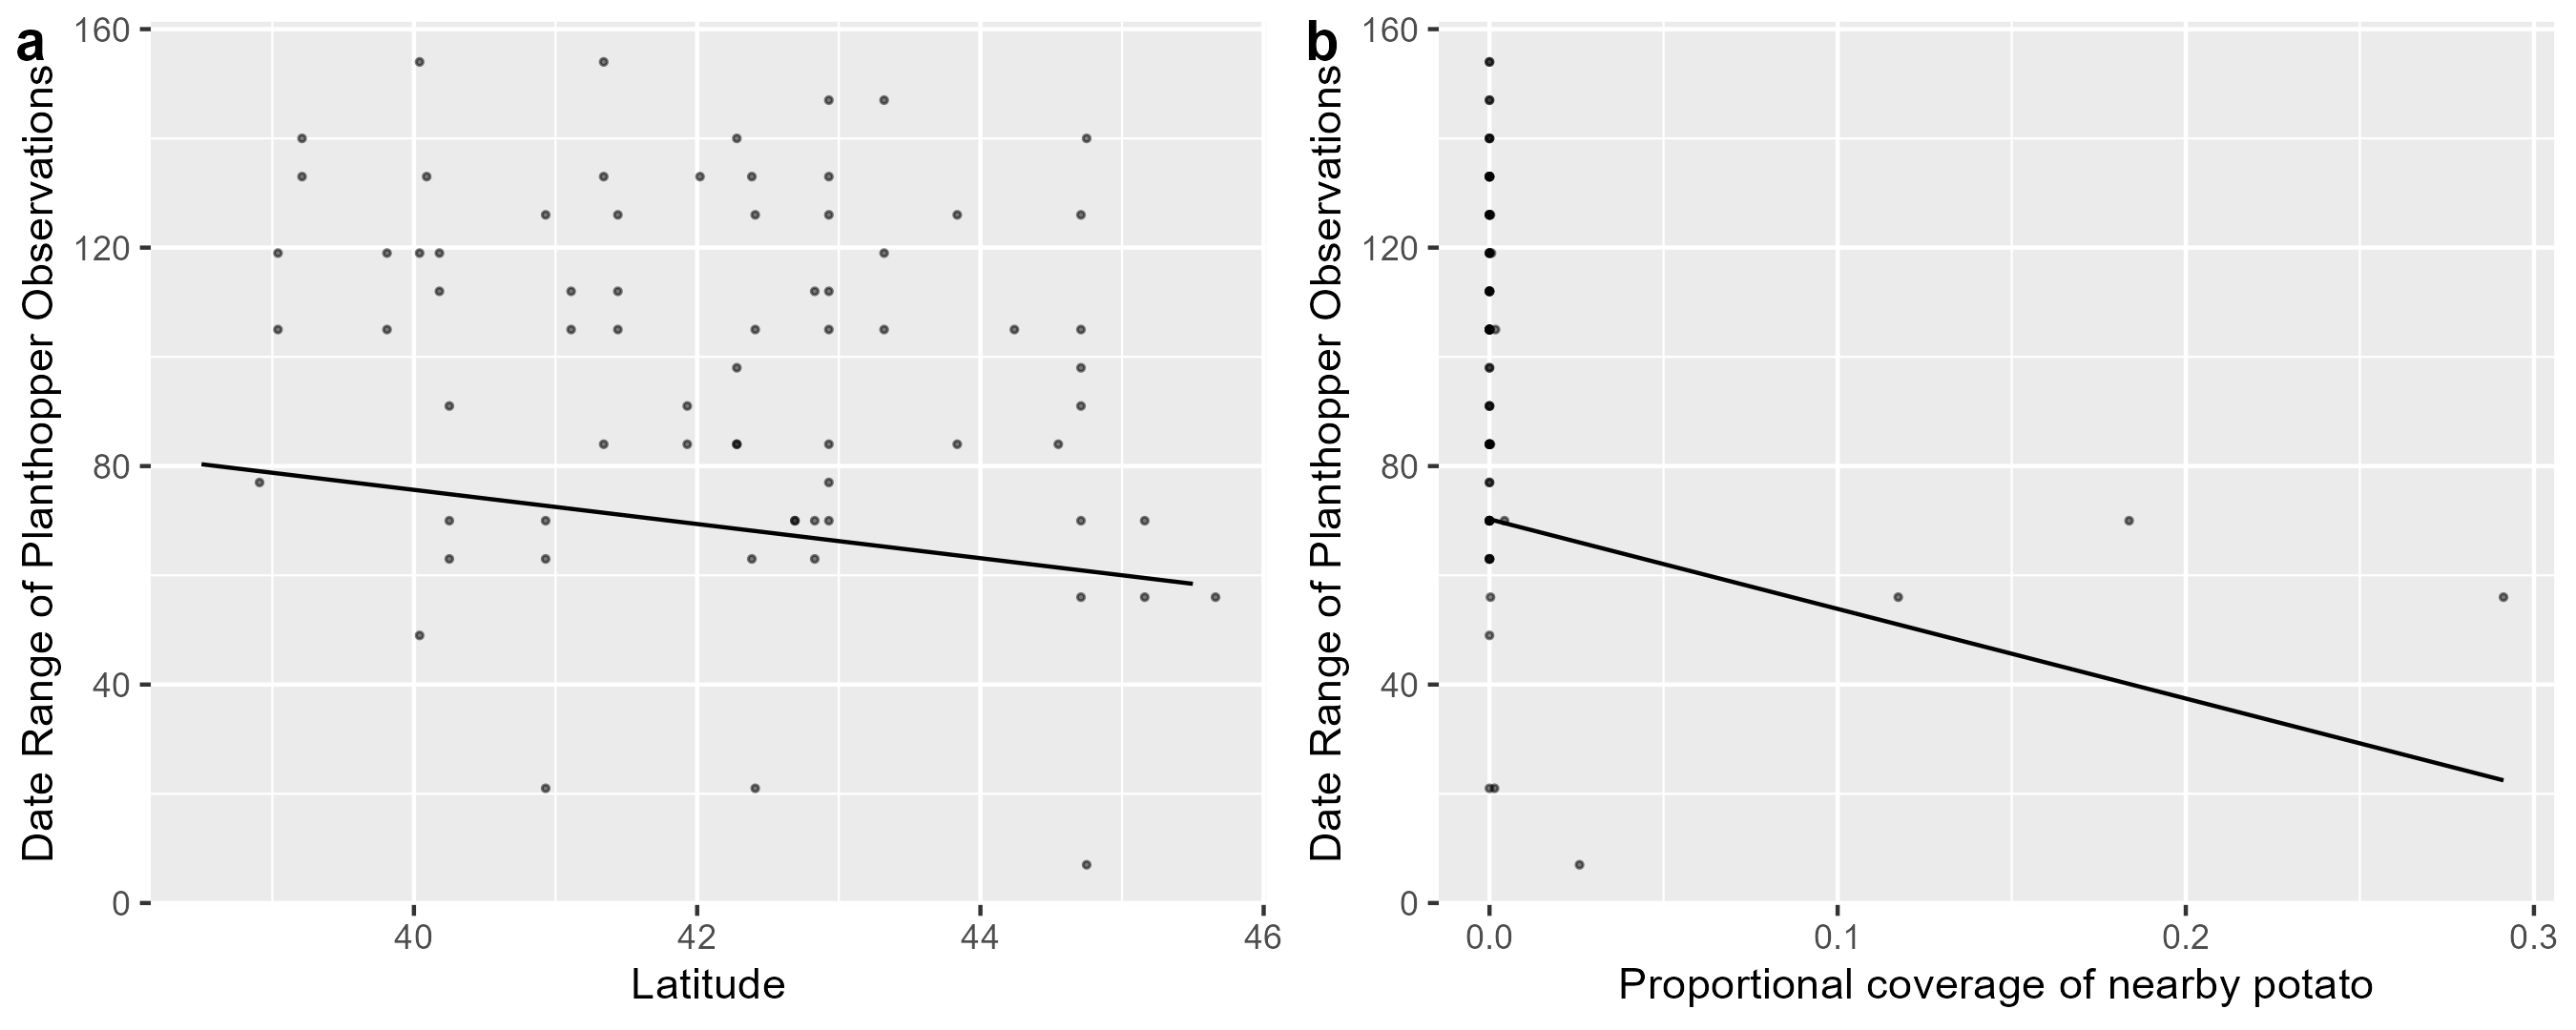 a
Date Range of Planthopper Observations
160
120
80
40
0
40 42 44 46
Latitude
b
Date Range of Planthopper Observations
160
120
80
40
0
0.0 0.1 0.2 0.3
Proportional coverage of nearby potato